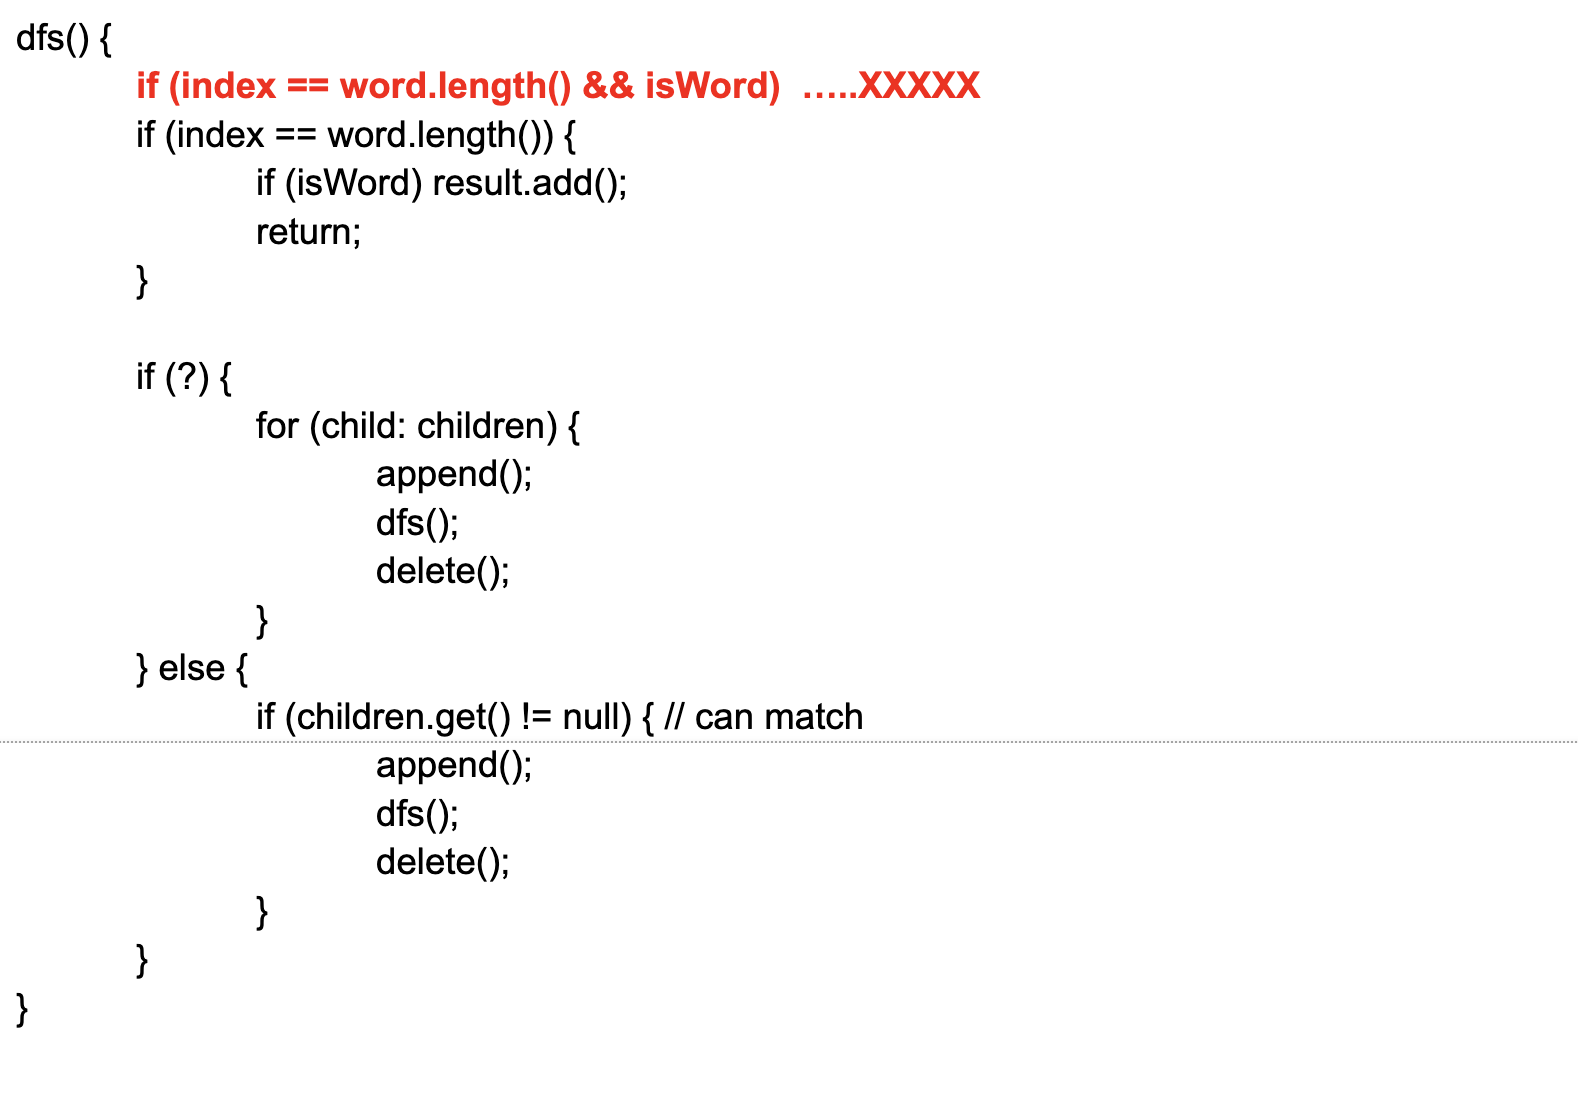 dfs() {
if (index == word.length() && isWord)  .....XXXXX
if (index == word.length()) {
if (isWord) result.add();
return;
}
if (?) {
for (child: children) {
append();
dfs();
delete();
}
} else {
if (children.get() != null) { // can match
append();
dfs();
delete();
}
}
}